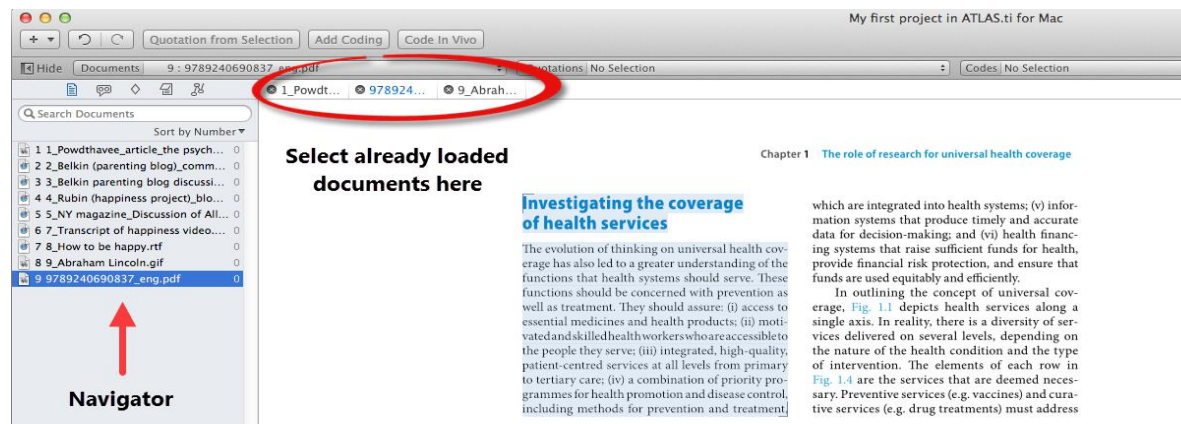 My first project in ATLAS.ti for Mac
Quotation from Selection Add Coding Code In Vivo
Hide Documents 9 : 9789240690837_eng.pdf Quotations No Selection Codes No Selection
1_Powdt... 978924... 9_Abrah...
Search Documents
Sort by Number
1 1_Powdthavee_article_the psych... 0
2 2_Belkin (parenting blog)_comm... 0
3 3_Belkin parenting blog discussi... 0
4 4_Rubin (happiness project)_blo... 0
5 5_NY magazine_Discussion of All... 0
6 7_Transcript of happiness video.... 0
7 8_How to be happy.rtf 0
8 9_Abraham Lincoln.gif 0
9 9789240690837_eng.pdf 0
Navigator
Select already loaded
documents here
Chapter 1 The role of research for universal health coverage
Investigating the coverage
of health services
The evolution of thinking on universal health cov-
erage has also led to a greater understanding of the
functions that health systems should serve. These
functions should be concerned with prevention as
well as treatment. They should assure: (i) access to
essential medicines and health products; (ii) moti-
vated and skilled health workers who are accessible to
the people they serve; (iii) integrated, high-quality,
patient-centred services at all levels from primary
to tertiary care; (iv) a combination of priority pro-
grammes for health promotion and disease control,
including methods for prevention and treatment,
which are integrated into health systems; (v) infor-
mation systems that produce timely and accurate
data for decision-making; and (vi) health financ-
ing systems that raise sufficient funds for health,
provide financial risk protection, and ensure that
funds are used equitably and efficiently.
In outlining the concept of universal cov-
erage, Fig. 1.1 depicts health services along a
single axis. In reality, there is a diversity of ser-
vices delivered on several levels, depending on
the nature of the health condition and the type
of intervention. The elements of each row in
Fig. 1.4 are the services that are deemed neces-
sary. Preventive services (e.g. vaccines) and cura-
tive services (e.g. drug treatments) must address